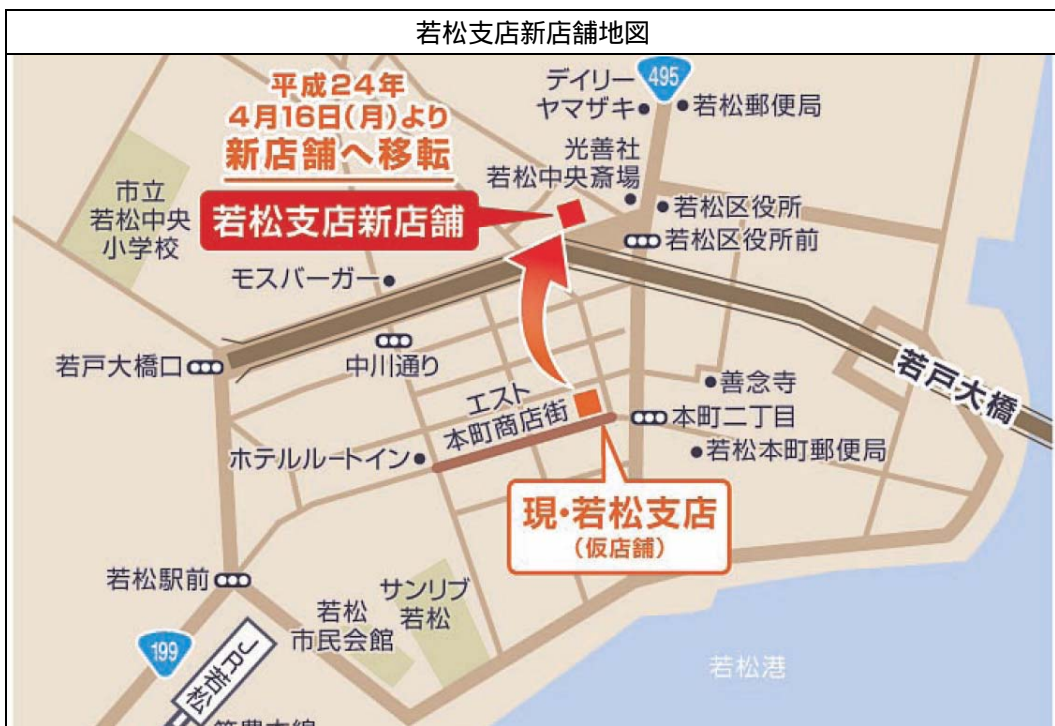 若松支店新店舗地図
平成24年
4月16日(月)より
新店舗へ移転
若松支店新店舗
デイリー
ヤマザキ
495
若松郵便局
光善社
若松中央斎場
若松区役所
若松区役所前
市立
若松中央
小学校
モスバーガー
若戸大橋口
中川通り
若戸大橋
エスト
本町商店街
善念寺
本町二丁目
若松本町郵便局
ホテルルートイン
現・若松支店
(仮店舗)
若松駅前
サンリブ
若松
若松
市民会館
199
JR若松
若松港
筑豊本線